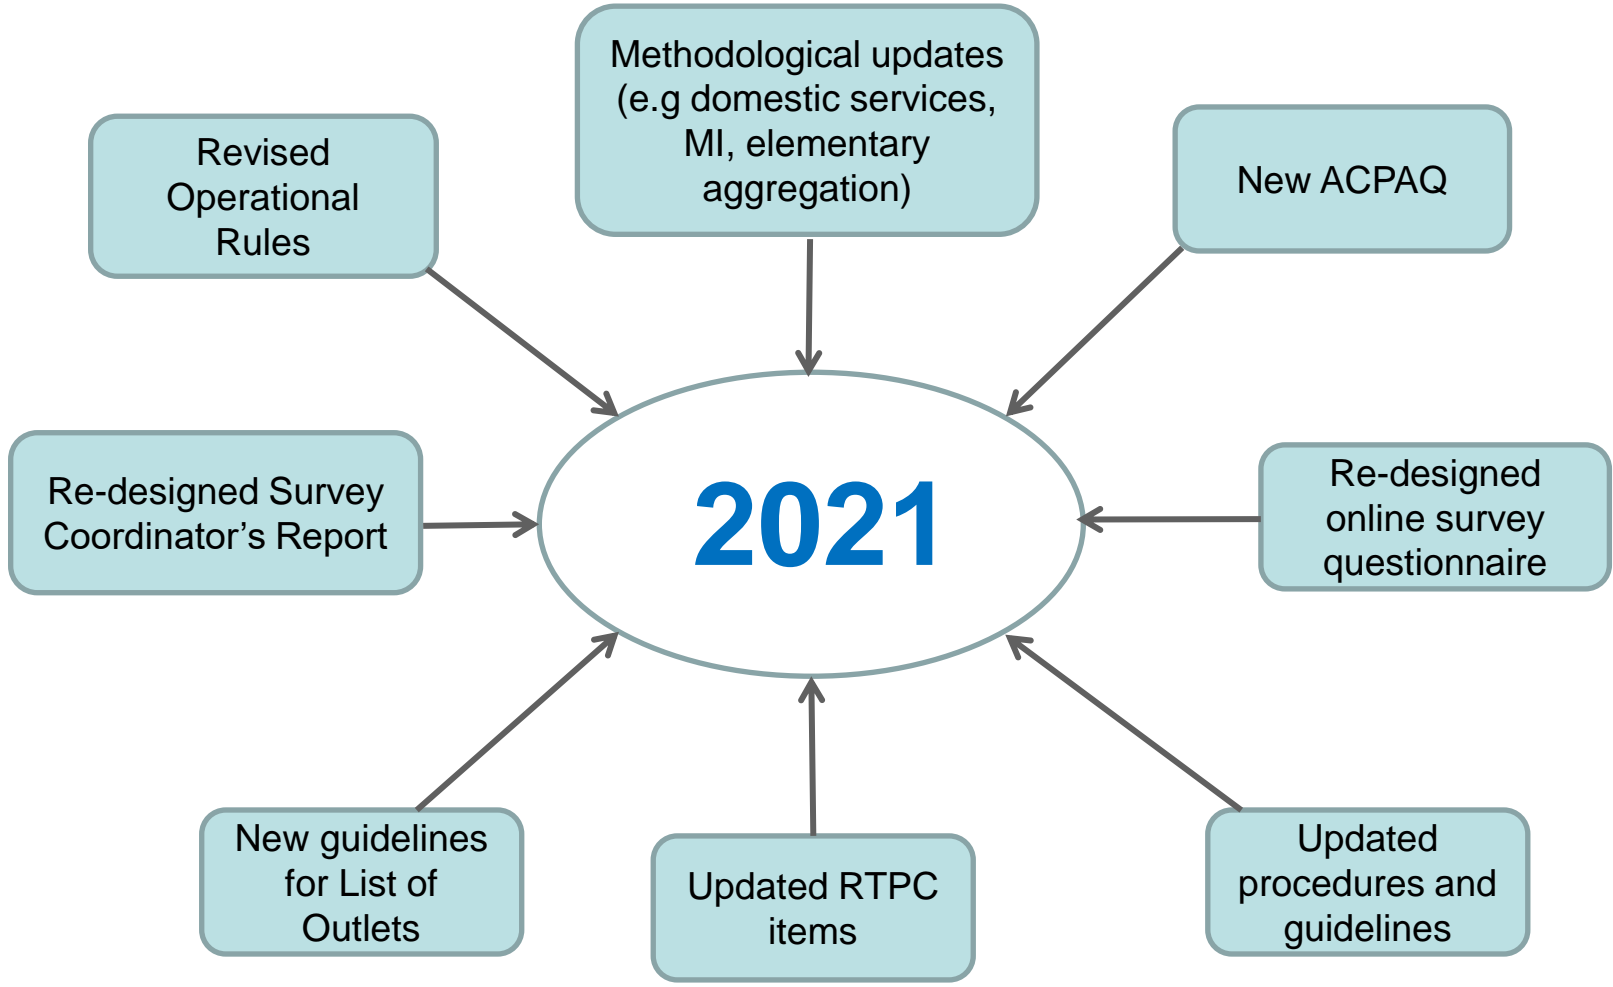 Methodological updates
(e.g domestic services,
MI, elementary
aggregation)
Revised
Operational
Rules
New ACPAQ
Re-designed Survey
Coordinator’s Report
2021
Re-designed
online survey
questionnaire
New guidelines
for List of
Outlets
Updated RTPC
items
Updated
procedures and
guidelines